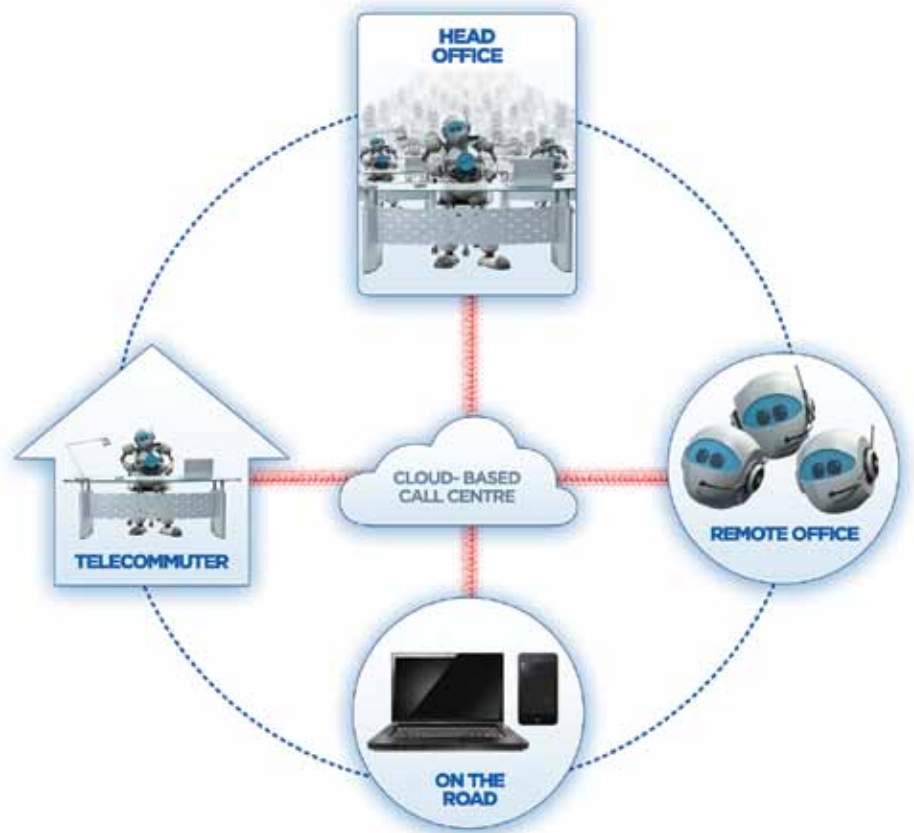 HEAD
OFFICE
CLOUD- BASED
CALL CENTRE
TELECOMMUTER
REMOTE OFFICE
ON THE
ROAD